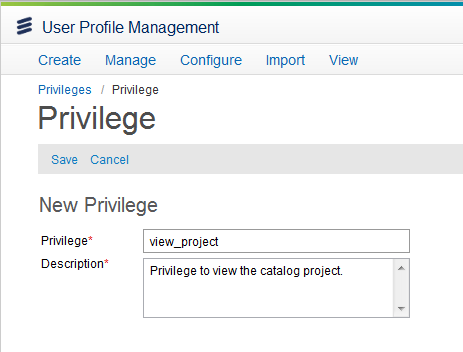 User Profile Management
Create Manage Configure Import View
Privileges / Privilege
Privilege
Save Cancel
New Privilege
Privilege* view_project
Description* Privilege to view the catalog project.